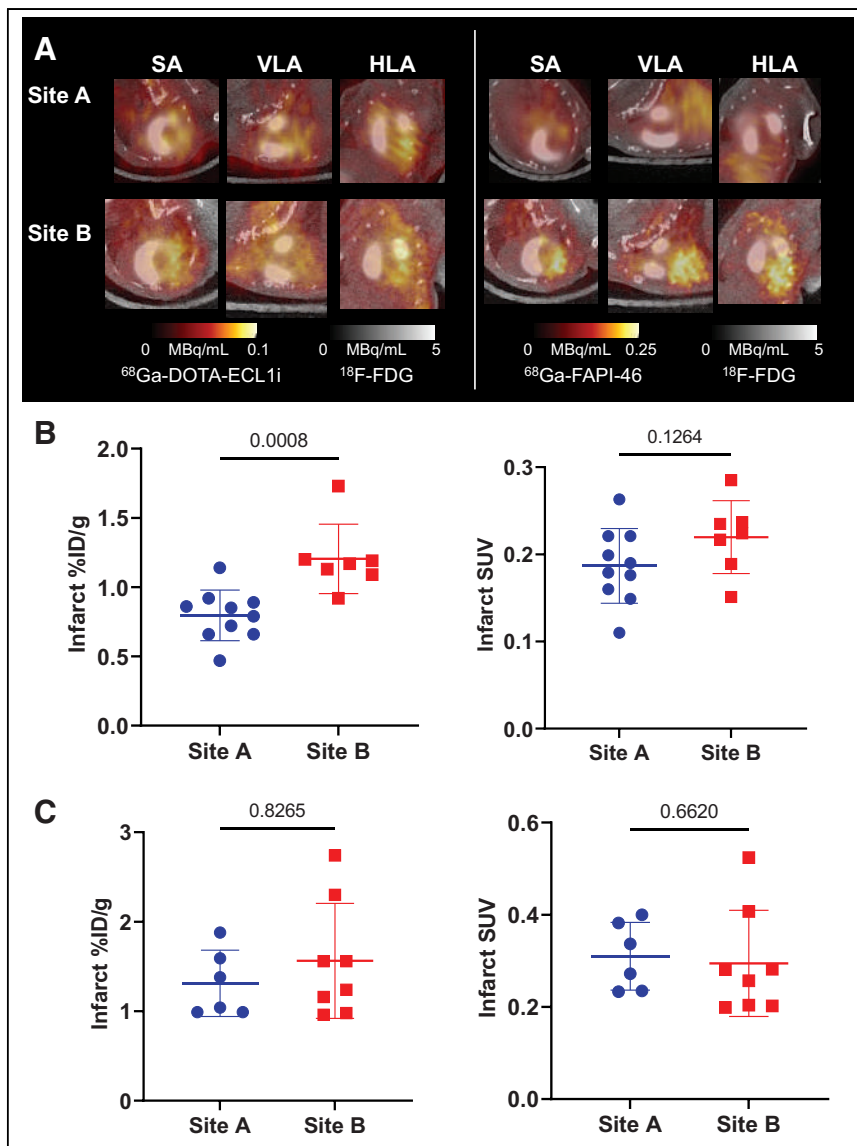 A
SA VLA HLA SA VLA HLA
Site A
Site B
0 MBq/mL 0.1 0 MBq/mL 5 0 MBq/mL 0.25 0 MBq/mL 5
⁶⁸Ga-DOTA-ECL1i ¹⁸F-FDG ⁶⁸Ga-FAPI-46 ¹⁸F-FDG
B
0.0008
Infarct %ID/g
2.0
1.5
1.0
0.5
0.0
Site A Site B
0.1264
Infarct SUV
0.3
0.2
0.1
0.0
Site A Site B
C
0.8265
Infarct %ID/g
3
2
1
0
Site A Site B
0.6620
Infarct SUV
0.6
0.4
0.2
0.0
Site A Site B